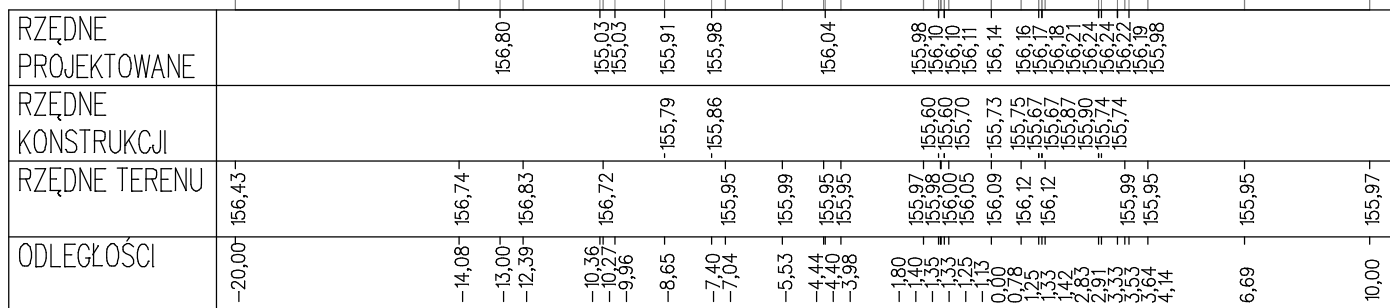 RZĘDNE
PROJEKTOWANE
156,80 155,03 155,03 155,91 155,98 156,04 155,98 156,10 156,10 156,11 156,14 156,16 156,17 156,18 156,21 156,24 156,24 156,22 156,19 155,98
RZĘDNE
KONSTRUKCJI
155,79 155,86 155,60 155,60 155,70 155,73 155,75 155,67 155,67 155,87 155,90 155,74 155,74
RZĘDNE TERENU
156,43 156,74 156,83 156,72 155,95 155,99 155,95 155,95 155,97 155,98 156,00 156,05 156,09 156,12 156,12 155,99 155,95 155,95 155,97
ODLEGŁOŚCI
-20,00 -14,08 -13,00 -12,39 -10,36 -10,27 -9,96 -8,65 -7,40 -7,04 -5,53 -4,44 -4,40 -3,98 -1,80 -1,40 -1,35 -1,33 -1,25 -1,13 0,00 0,78 1,25 1,33 1,42 2,83 2,91 3,33 3,53 3,64 4,14 6,69 10,00